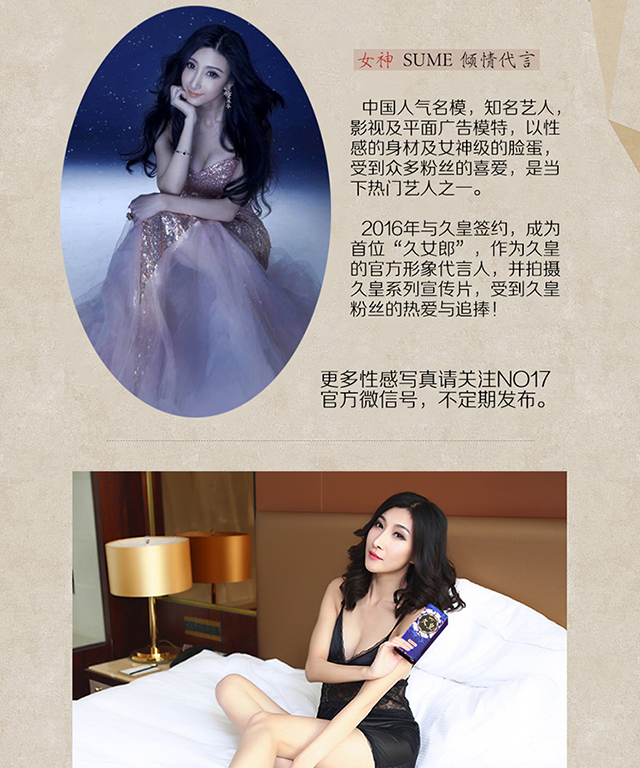 女神 SUME 倾情代言
中国人气名模，知名艺人，
影视及平面广告模特，以性
感的身材及女神级的脸蛋，
受到众多粉丝的喜爱，是当
下热门艺人之一。
2016年与久皇签约，成为
首位“久女郎”，作为久皇
的官方形象代言人，并拍摄
久皇系列宣传片，受到久皇
粉丝的热爱与追捧！
更多性感写真请关注NO17
官方微信号，不定期发布。